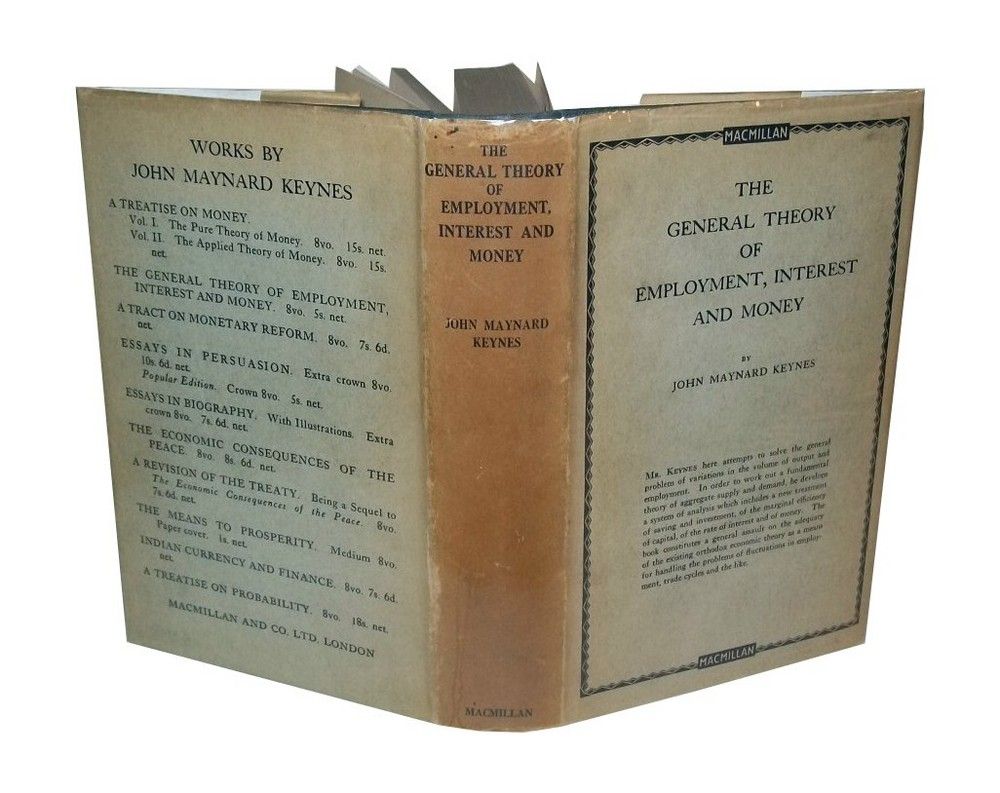 WORKS BY
JOHN MAYNARD KEYNES
A TREATISE ON MONEY.
Vol. I. The Pure Theory of Money. 8vo. 15s. net.
Vol. II. The Applied Theory of Money. 8vo. 15s.
net.
THE GENERAL THEORY OF EMPLOYMENT,
INTEREST AND MONEY. 8vo. 5s. net.
A TRACT ON MONETARY REFORM. 8vo. 7s. 6d.
net.
ESSAYS IN PERSUASION. Extra crown 8vo.
10s. 6d. net.
Popular Edition. Crown 8vo. 5s. net.
ESSAYS IN BIOGRAPHY. With Illustrations. Extra
crown 8vo. 7s. 6d. net.
THE ECONOMIC CONSEQUENCES OF THE
PEACE. 8vo. 8s. 6d. net.
A REVISION OF THE TREATY. Being a Sequel to
The Economic Consequences of the Peace. 8vo.
7s. 6d. net.
THE MEANS TO PROSPERITY. Medium 8vo.
Paper cover. 1s. net.
INDIAN CURRENCY AND FINANCE. 8vo. 7s. 6d.
net.
A TREATISE ON PROBABILITY. 8vo. 18s. net.
MACMILLAN AND CO. LTD. LONDON
THE
GENERAL THEORY
OF
EMPLOYMENT,
INTEREST AND
MONEY
JOHN MAYNARD
KEYNES
MACMILLAN
MACMILLAN
THE
GENERAL THEORY
OF
EMPLOYMENT, INTEREST
AND MONEY
BY
JOHN MAYNARD KEYNES
MR. KEYNES here attempts to solve the general
problem of variations in the volume of output and
employment. In order to work out a fundamental
theory of aggregate supply and demand, he develops
a system of analysis which includes a new treatment
of saving and investment, of the marginal efficiency
of capital, of the rate of interest and of money. The
book constitutes a general assault on the adequacy
of the existing orthodox economic theory as a means
for handling the problems of fluctuations in employ-
ment, trade cycles and the like.
MACMILLAN